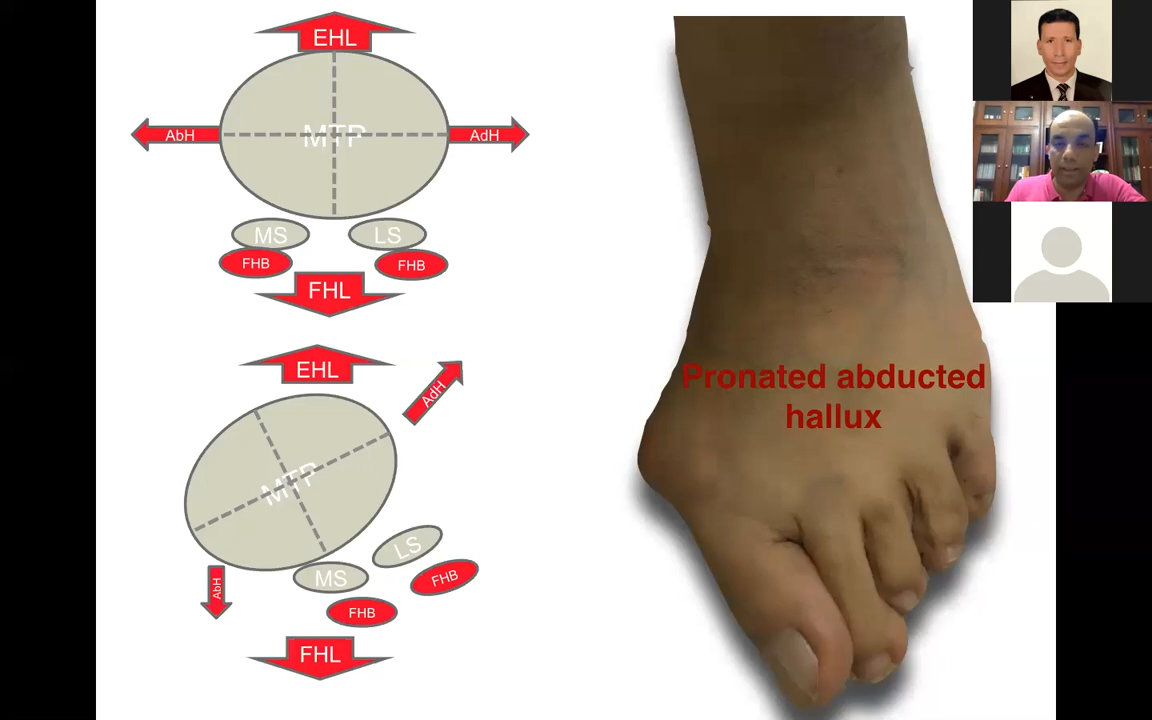 EHL
AbH
MTP
AdH
MS
LS
FHB
FHB
FHL
EHL
AdH
MTP
LS
MS
FHB
AbH
FHB
FHL
Pronated abducted
hallux